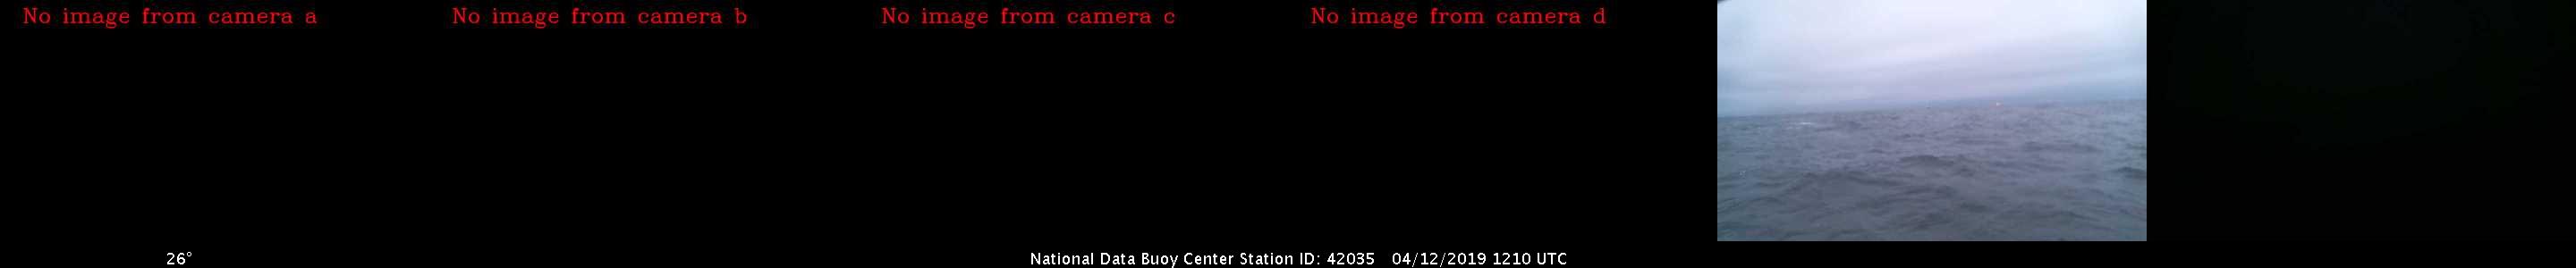 No image from camera a
No image from camera b
No image from camera c
No image from camera d
26°
National Data Buoy Center Station ID: 42035 04/12/2019 1210 UTC